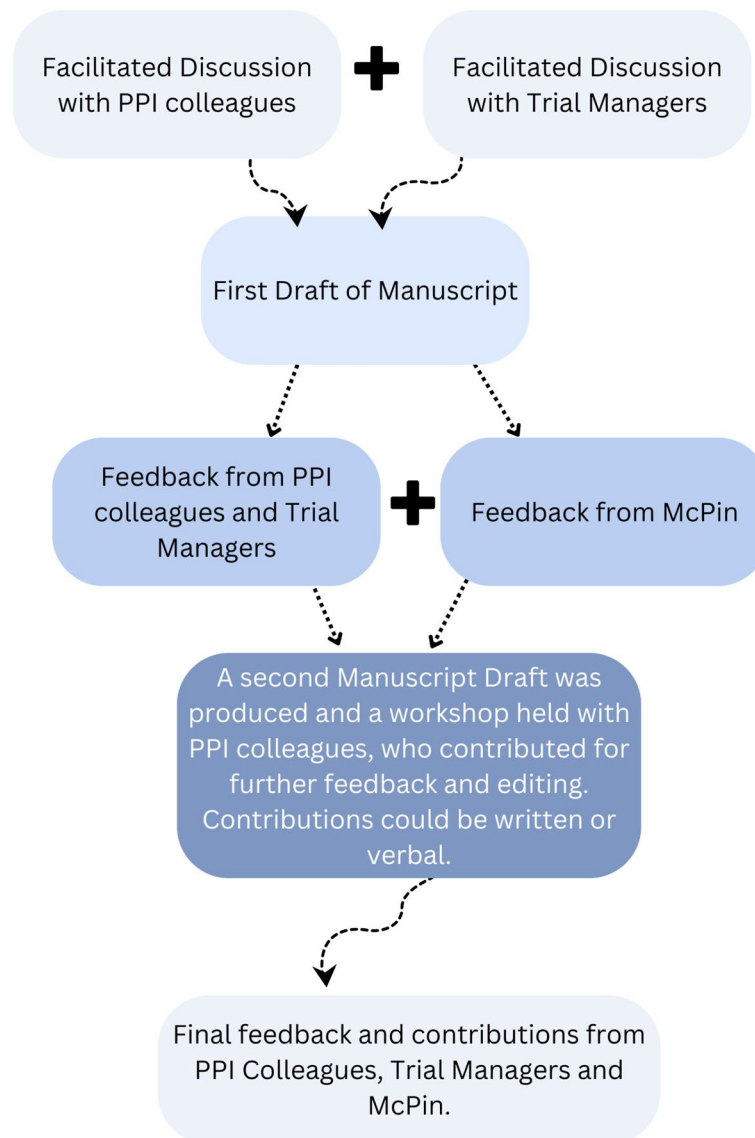 Facilitated Discussion
with PPI colleagues
Facilitated Discussion
with Trial Managers
First Draft of Manuscript
Feedback from PPI
colleagues and Trial
Managers
Feedback from McPin
A second Manuscript Draft was
produced and a workshop held with
PPI colleagues, who contributed for
further feedback and editing.
Contributions could be written or
verbal.
Final feedback and contributions from
PPI Colleagues, Trial Managers and
McPin.